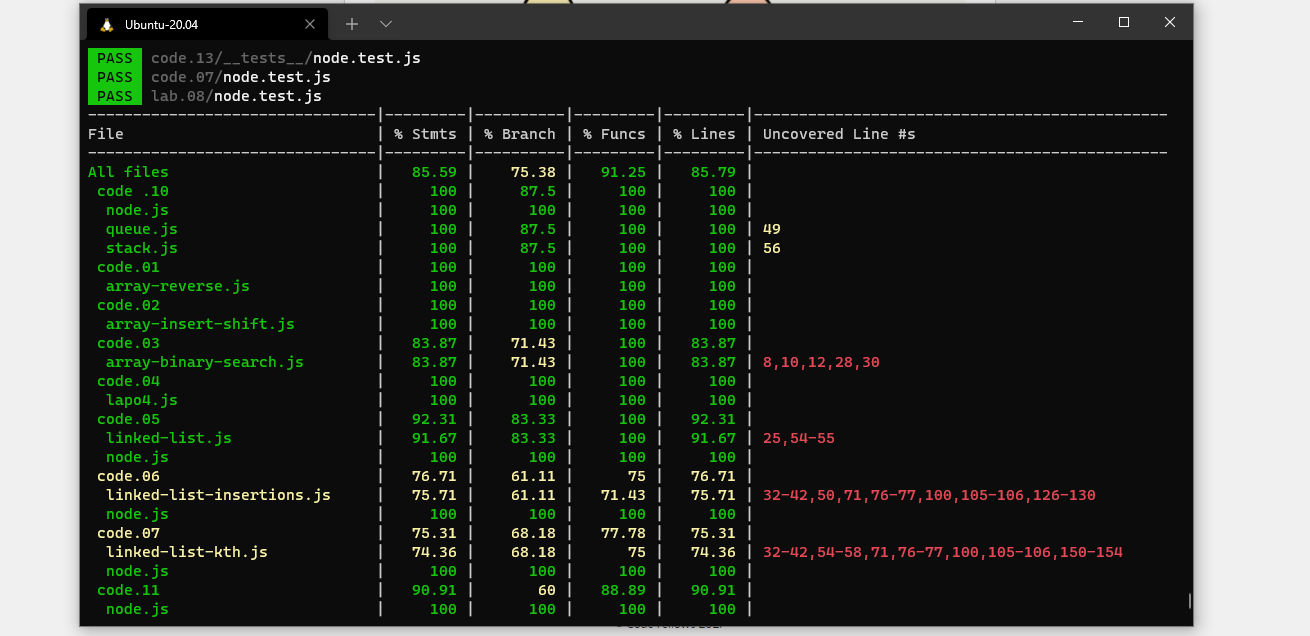 Ubuntu-20.04
PASS code.13/__tests__/node.test.js
PASS code.07/node.test.js
PASS lab.08/node.test.js
--------------------------------|---------|----------|---------|---------|----------------------------------------------
File | % Stmts | % Branch | % Funcs | % Lines | Uncovered Line #s
--------------------------------|---------|----------|---------|---------|----------------------------------------------
All files | 85.59 | 75.38 | 91.25 | 85.79 |
code .10 | 100 | 87.5 | 100 | 100 |
node.js | 100 | 100 | 100 | 100 |
queue.js | 100 | 87.5 | 100 | 100 | 49
stack.js | 100 | 87.5 | 100 | 100 | 56
code.01 | 100 | 100 | 100 | 100 |
array-reverse.js | 100 | 100 | 100 | 100 |
code.02 | 100 | 100 | 100 | 100 |
array-insert-shift.js | 100 | 100 | 100 | 100 |
code.03 | 83.87 | 71.43 | 100 | 83.87 |
array-binary-search.js | 83.87 | 71.43 | 100 | 83.87 | 8,10,12,28,30
code.04 | 100 | 100 | 100 | 100 |
lapo4.js | 100 | 100 | 100 | 100 |
code.05 | 92.31 | 83.33 | 100 | 92.31 |
linked-list.js | 91.67 | 83.33 | 100 | 91.67 | 25,54-55
node.js | 100 | 100 | 100 | 100 |
code.06 | 76.71 | 61.11 | 75 | 76.71 |
linked-list-insertions.js | 75.71 | 61.11 | 71.43 | 75.71 | 32-42,50,71,76-77,100,105-106,126-130
node.js | 100 | 100 | 100 | 100 |
code.07 | 75.31 | 68.18 | 77.78 | 75.31 |
linked-list-kth.js | 74.36 | 68.18 | 75 | 74.36 | 32-42,54-58,71,76-77,100,105-106,150-154
node.js | 100 | 100 | 100 | 100 |
code.11 | 90.91 | 60 | 88.89 | 90.91 |
node.js | 100 | 100 | 100 | 100 |